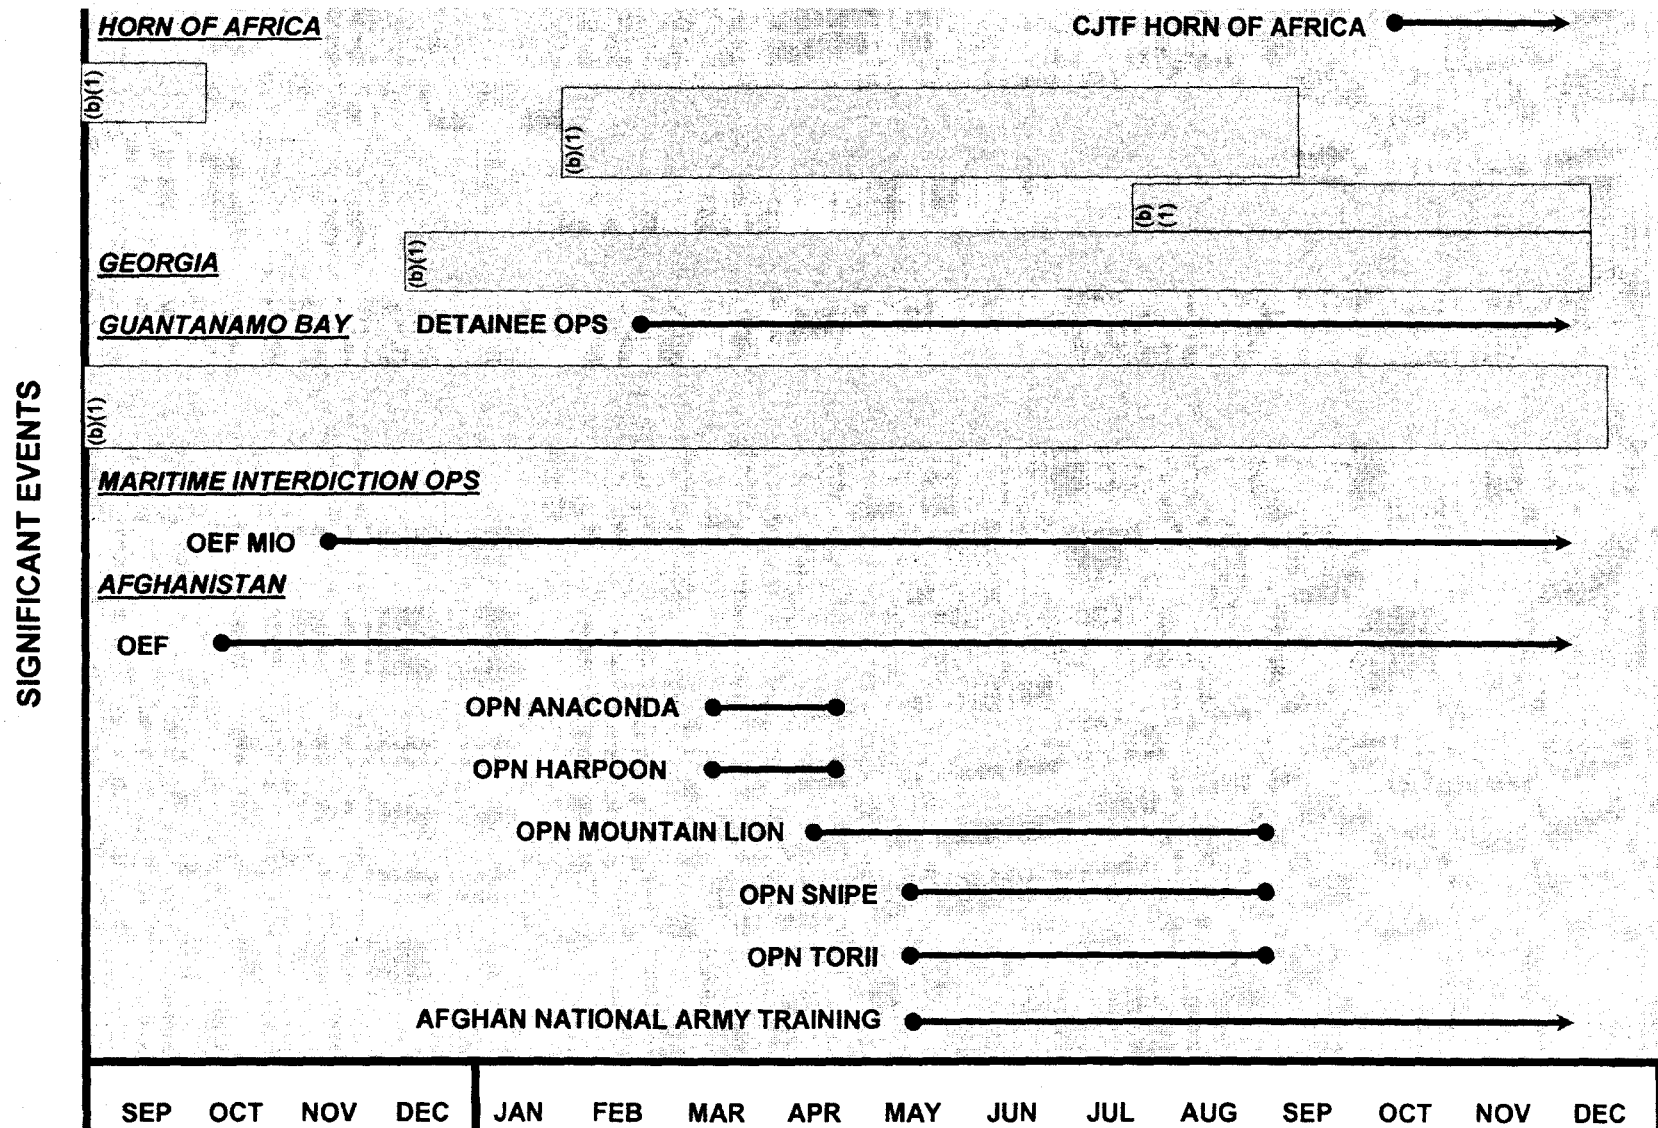 HORN OF AFRICA
CJTF HORN OF AFRICA
(b)(1)
(b)(1)
(b)
(1)
(b)(1)
GEORGIA
GUANTANAMO BAY
DETAINEE OPS
(b)(1)
SIGNIFICANT EVENTS
MARITIME INTERDICTION OPS
OEF MIO
AFGHANISTAN
OEF
OPN ANACONDA
OPN HARPOON
OPN MOUNTAIN LION
OPN SNIPE
OPN TORII
AFGHAN NATIONAL ARMY TRAINING
SEP OCT NOV DEC JAN FEB MAR APR MAY JUN JUL AUG SEP OCT NOV DEC